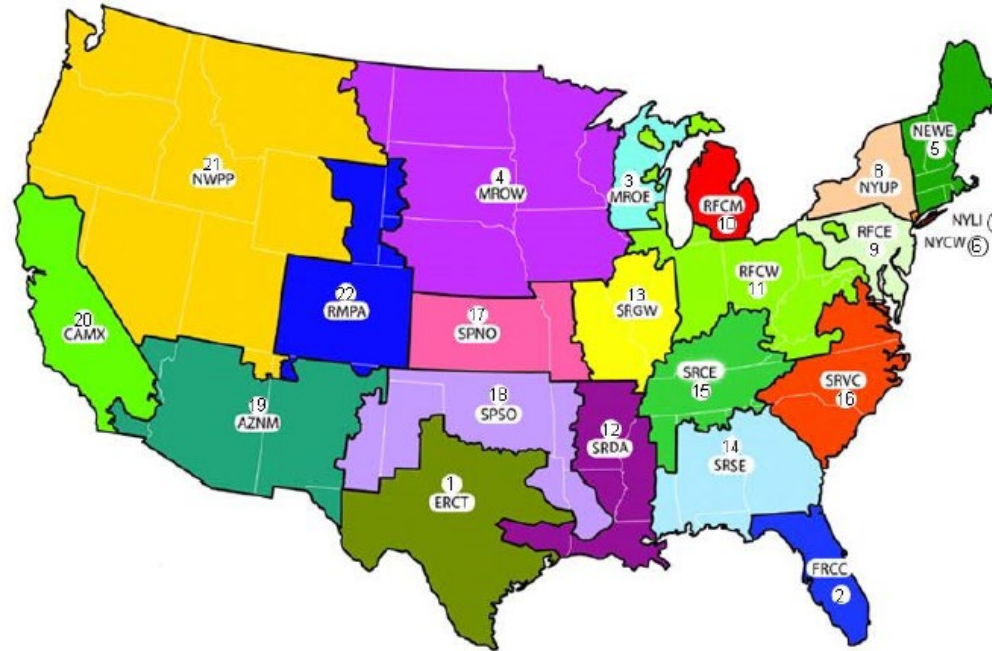 21
NWPP
4
MROW
3
MROE
RFCM
10
8
NYUP
NEWE
5
NYLI
NYCW 6
RFCE
9
RFCW
11
13
SRGW
22
RMPA
17
SPNO
20
CAMX
19
AZNM
18
SPSO
SRCE
15
SRVC
16
12
SRDA
14
SRSE
1
ERCT
FRCC
2